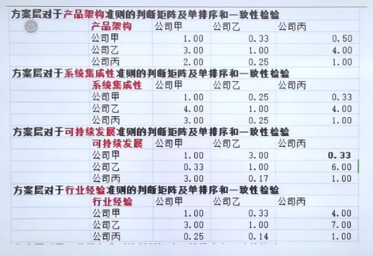 方案层对于产品架构准则的判断矩阵及单排序和一致性检验
产品架构 公司甲 公司乙 公司丙
公司甲 1.00 0.33 0.50
公司乙 3.00 1.00 4.00
公司丙 2.00 0.25 1.00
方案层对于系统集成性准则的判断矩阵及单排序和一致性检验
系统集成性 公司甲 公司乙 公司丙
公司甲 1.00 0.25 0.33
公司乙 4.00 1.00 4.00
公司丙 3.00 0.25 1.00
方案层对于可持续发展准则的判断矩阵及单排序和一致性检验
可持续发展 公司甲 公司乙 公司丙
公司甲 1.00 3.00 0.33
公司乙 0.33 1.00 6.00
公司丙 3.00 0.17 1.00
方案层对于行业经验准则的判断矩阵及单排序和一致性检验
行业经验 公司甲 公司乙 公司丙
公司甲 1.00 0.33 4.00
公司乙 3.00 1.00 7.00
公司丙 0.25 0.14 1.00